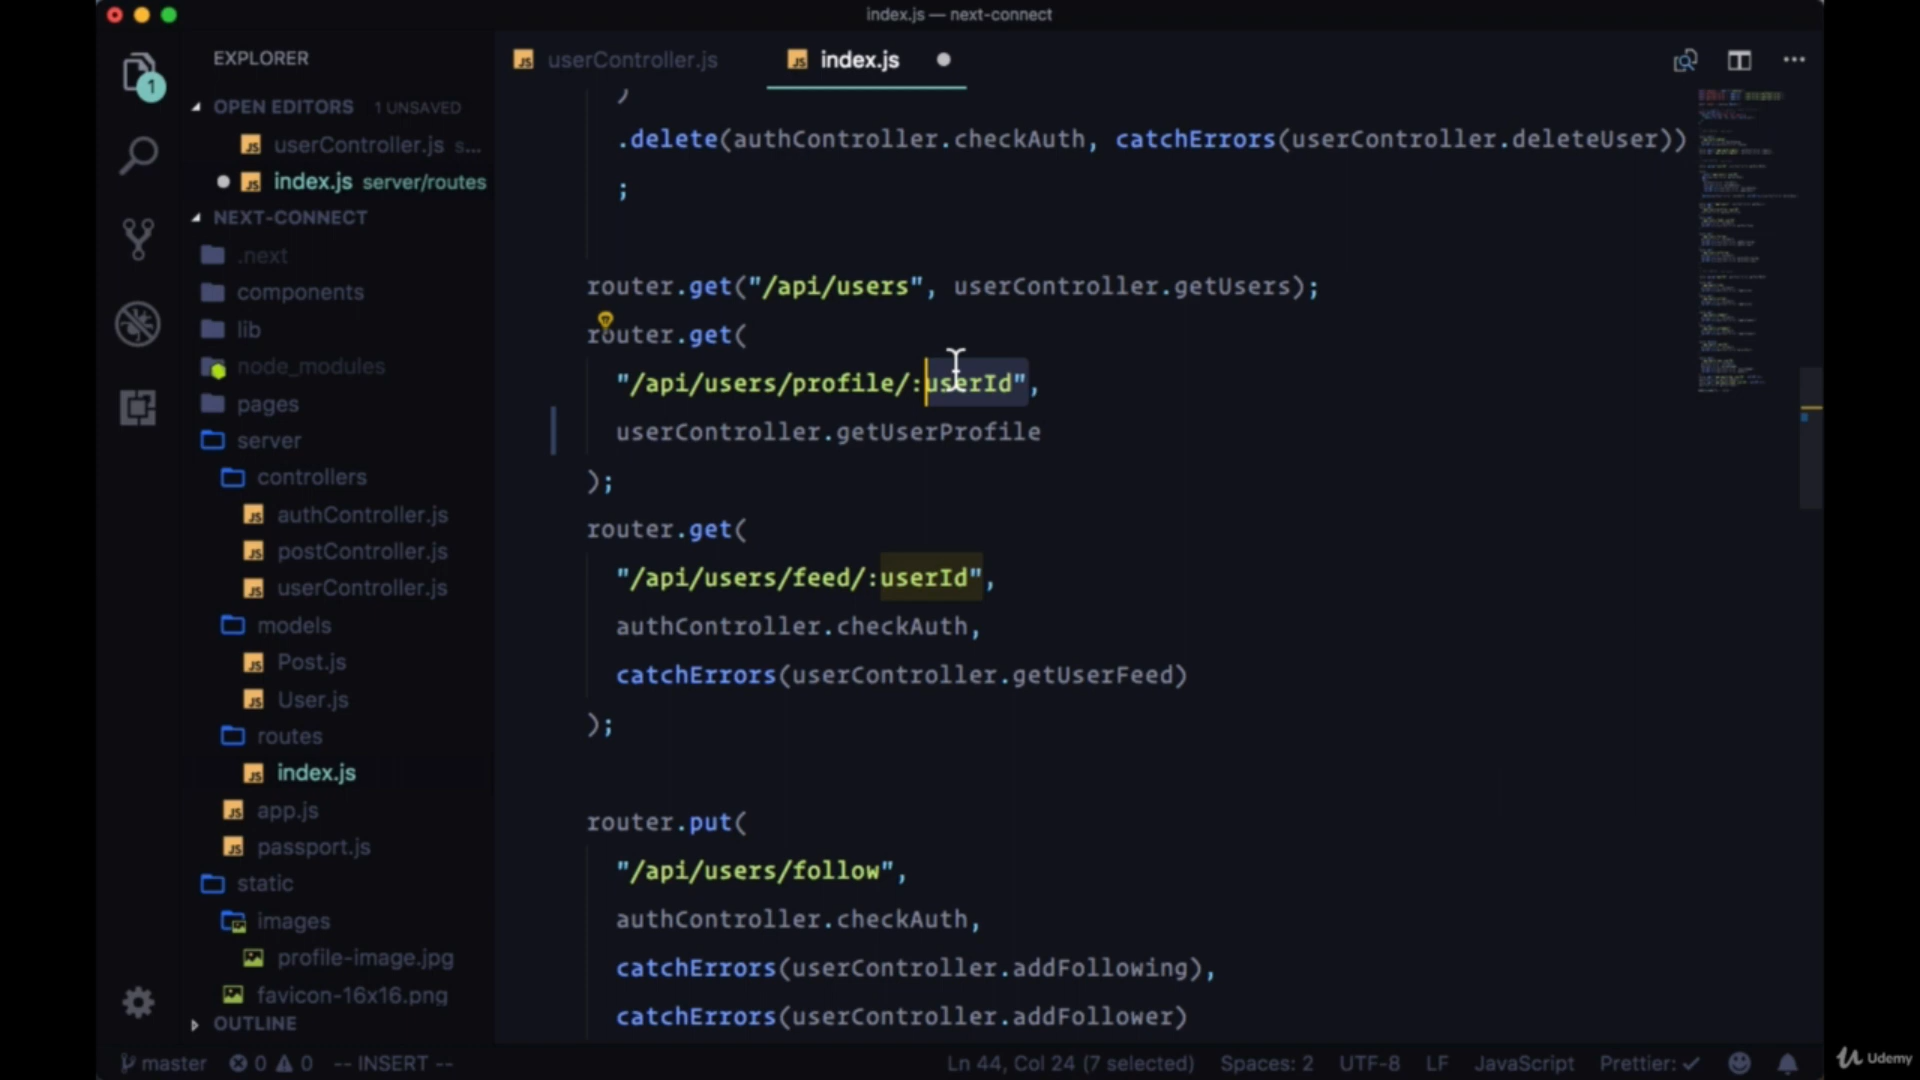 index.js — next-connect
EXPLORER
OPEN EDITORS 1 UNSAVED
userController.js s...
index.js server/routes
NEXT-CONNECT
.next
components
lib
node_modules
pages
server
controllers
authController.js
postController.js
userController.js
models
Post.js
User.js
routes
index.js
app.js
passport.js
static
images
profile-image.jpg
favicon-16x16.png
OUTLINE
1
userController.js
index.js
)
.delete(authController.checkAuth, catchErrors(userController.deleteUser))
;
router.get("/api/users", userController.getUsers);
router.get(
"/api/users/profile/:userId",
userController.getUserProfile
);
router.get(
"/api/users/feed/:userId",
authController.checkAuth,
catchErrors(userController.getUserFeed)
);
router.put(
"/api/users/follow",
authController.checkAuth,
catchErrors(userController.addFollowing),
catchErrors(userController.addFollower)
master 0 0 -- INSERT -- Ln 44, Col 24 (7 selected) Spaces: 2 UTF-8 LF JavaScript Prettier: ✓
Udemy